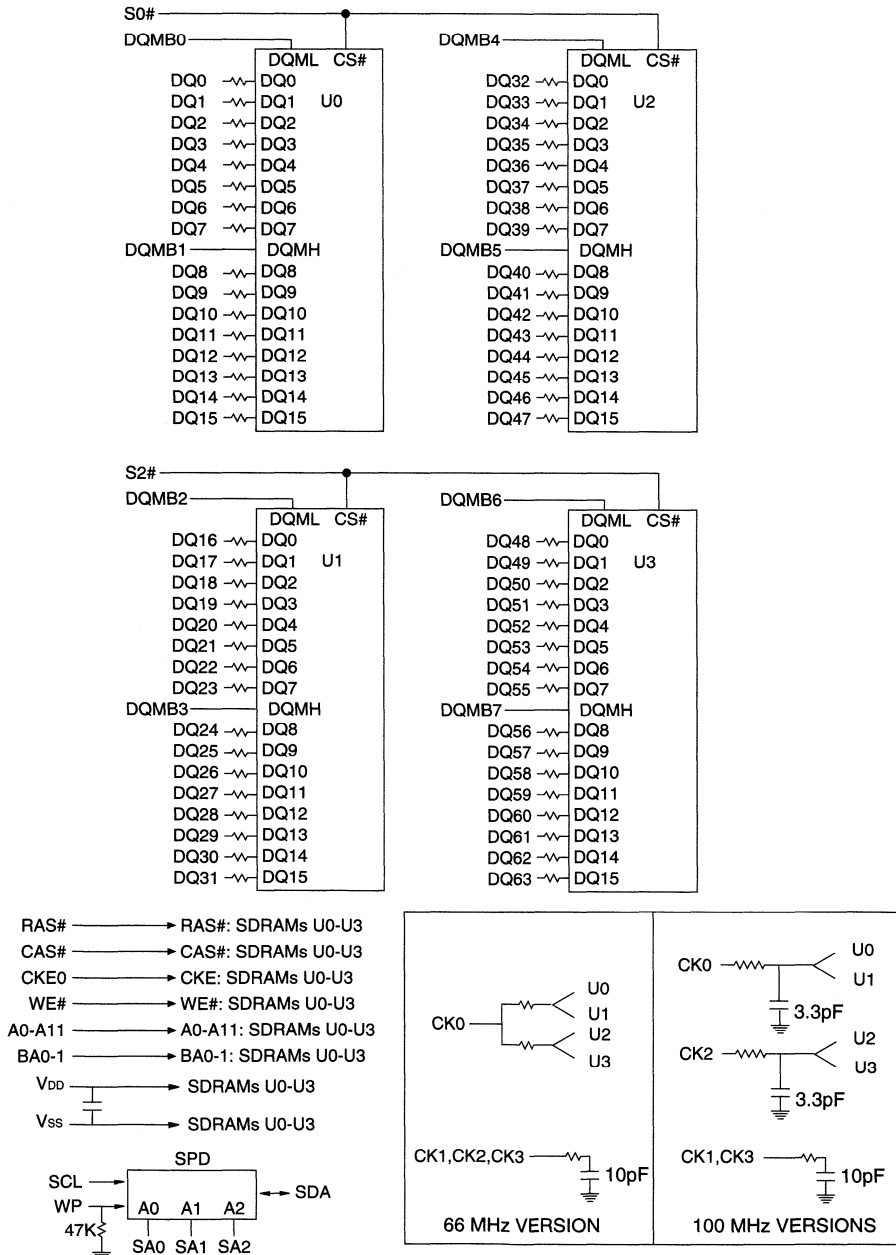 S0#
DQMB0
DQML CS#
DQ0 DQ0
DQ1 DQ1 U0
DQ2 DQ2
DQ3 DQ3
DQ4 DQ4
DQ5 DQ5
DQ6 DQ6
DQ7 DQ7
DQMB1 DQMH
DQ8 DQ8
DQ9 DQ9
DQ10 DQ10
DQ11 DQ11
DQ12 DQ12
DQ13 DQ13
DQ14 DQ14
DQ15 DQ15
DQMB4
DQML CS#
DQ32 DQ0
DQ33 DQ1 U2
DQ34 DQ2
DQ35 DQ3
DQ36 DQ4
DQ37 DQ5
DQ38 DQ6
DQ39 DQ7
DQMB5 DQMH
DQ40 DQ8
DQ41 DQ9
DQ42 DQ10
DQ43 DQ11
DQ44 DQ12
DQ45 DQ13
DQ46 DQ14
DQ47 DQ15
S2#
DQMB2
DQML CS#
DQ16 DQ0
DQ17 DQ1 U1
DQ18 DQ2
DQ19 DQ3
DQ20 DQ4
DQ21 DQ5
DQ22 DQ6
DQ23 DQ7
DQMB3 DQMH
DQ24 DQ8
DQ25 DQ9
DQ26 DQ10
DQ27 DQ11
DQ28 DQ12
DQ29 DQ13
DQ30 DQ14
DQ31 DQ15
DQMB6
DQML CS#
DQ48 DQ0
DQ49 DQ1 U3
DQ50 DQ2
DQ51 DQ3
DQ52 DQ4
DQ53 DQ5
DQ54 DQ6
DQ55 DQ7
DQMB7 DQMH
DQ56 DQ8
DQ57 DQ9
DQ58 DQ10
DQ59 DQ11
DQ60 DQ12
DQ61 DQ13
DQ62 DQ14
DQ63 DQ15
RAS# RAS#: SDRAMs U0-U3
CAS# CAS#: SDRAMs U0-U3
CKE0 CKE: SDRAMs U0-U3
WE# WE#: SDRAMs U0-U3
A0-A11 A0-A11: SDRAMs U0-U3
BA0-1 BA0-1: SDRAMs U0-U3
VDD SDRAMs U0-U3
VSS SDRAMs U0-U3
SPD
SCL
SDA
WP A0 A1 A2
47K
SA0 SA1 SA2
U0
U1
CK0
U2
U3
CK1,CK2,CK3
10pF
66 MHz VERSION
U0
CK0
U1
3.3pF
U2
CK2
U3
3.3pF
CK1,CK3
10pF
100 MHz VERSIONS